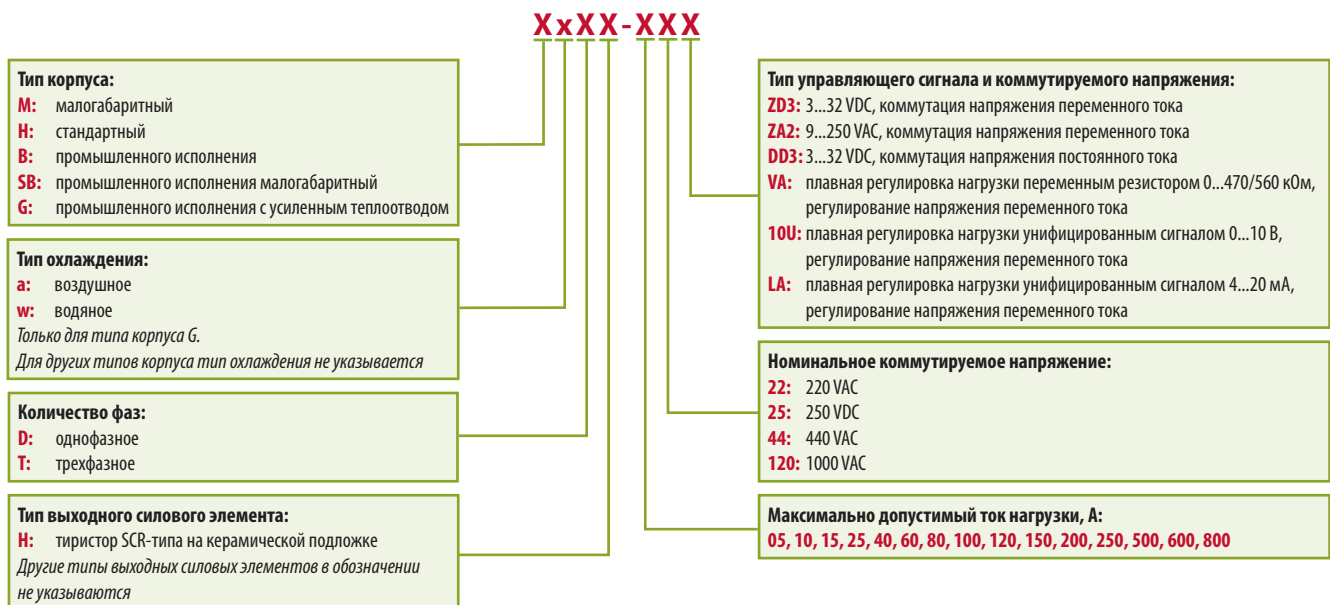 XxXX-XXX
Тип корпуса:
M: малогабаритный
H: стандартный
B: промышленного исполнения
SB: промышленного исполнения малогабаритный
G: промышленного исполнения с усиленным теплоотводом
Тип охлаждения:
a: воздушное
w: водяное
Только для типа корпуса G.
Для других типов корпуса тип охлаждения не указывается
Количество фаз:
D: однофазное
T: трехфазное
Тип выходного силового элемента:
H: тиристор SCR-типа на керамической подложке
Другие типы выходных силовых элементов в обозначении
не указываются
Тип управляющего сигнала и коммутируемого напряжения:
ZD3: 3...32 VDC, коммутация напряжения переменного тока
ZA2: 9...250 VAC, коммутация напряжения переменного тока
DD3: 3...32 VDC, коммутация напряжения постоянного тока
VA: плавная регулировка нагрузки переменным резистором 0...470/560 кОм,
регулирование напряжения переменного тока
10U: плавная регулировка нагрузки унифицированным сигналом 0...10 В,
регулирование напряжения переменного тока
LA: плавная регулировка нагрузки унифицированным сигналом 4...20 мА,
регулирование напряжения переменного тока
Номинальное коммутируемое напряжение:
22: 220 VAC
25: 250 VDC
44: 440 VAC
120: 1000 VAC
Максимально допустимый ток нагрузки, А:
05, 10, 15, 25, 40, 60, 80, 100, 120, 150, 200, 250, 500, 600, 800